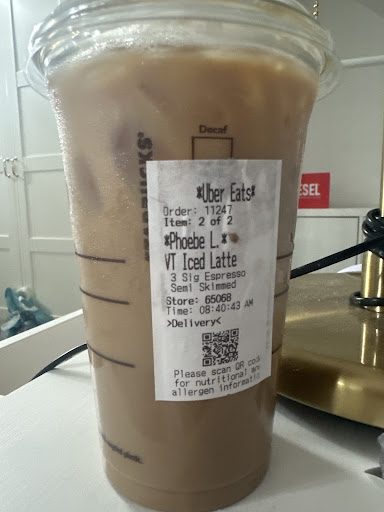 Decaf
*Uber Eats*
Order: 11247
Item: 2 of 2
*Phoebe L.*
VT Iced Latte
3 Sig Espresso
Semi Skimmed
Store: 65068
Time: 08:40:43 AM
>Delivery<
Please scan QR code
for nutritional and
allergen informatic
ESEL